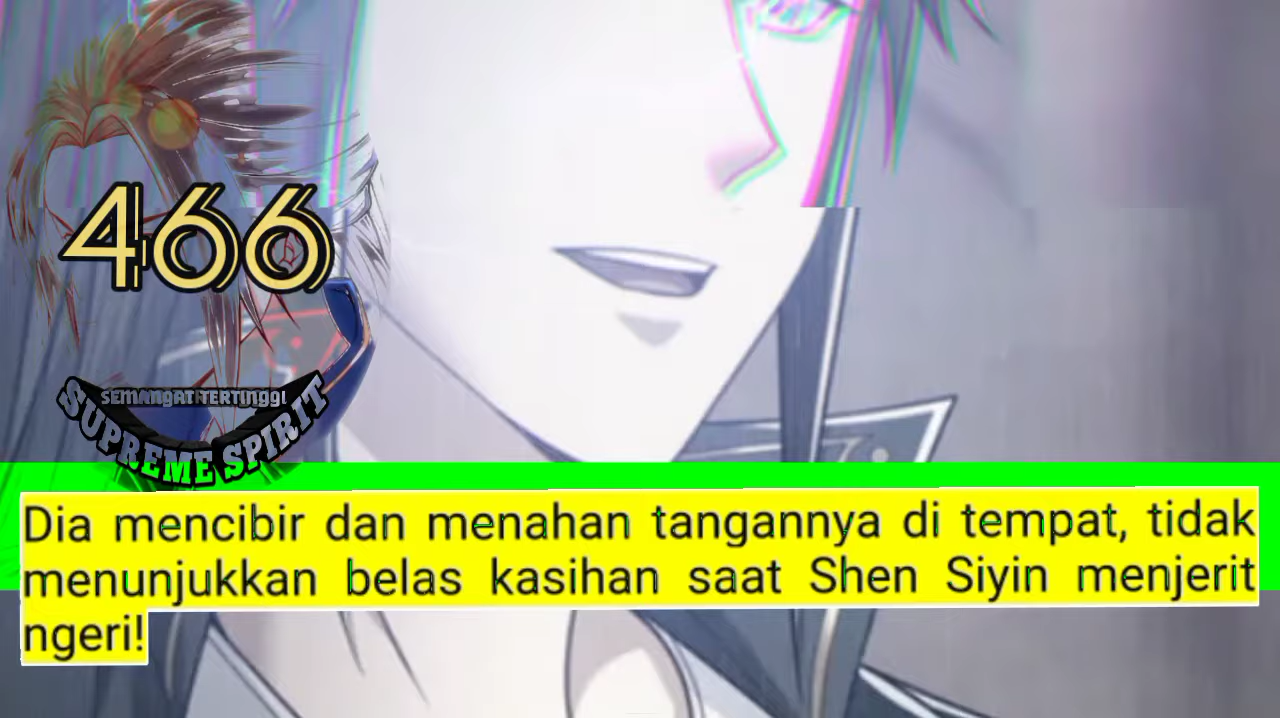 466
SEMANGAT TERTINGGI
SUPREME SPIRIT
Dia mencibir dan menahan tangannya di tempat, tidak
menunjukkan belas kasihan saat Shen Siyin menjerit
ngeri!